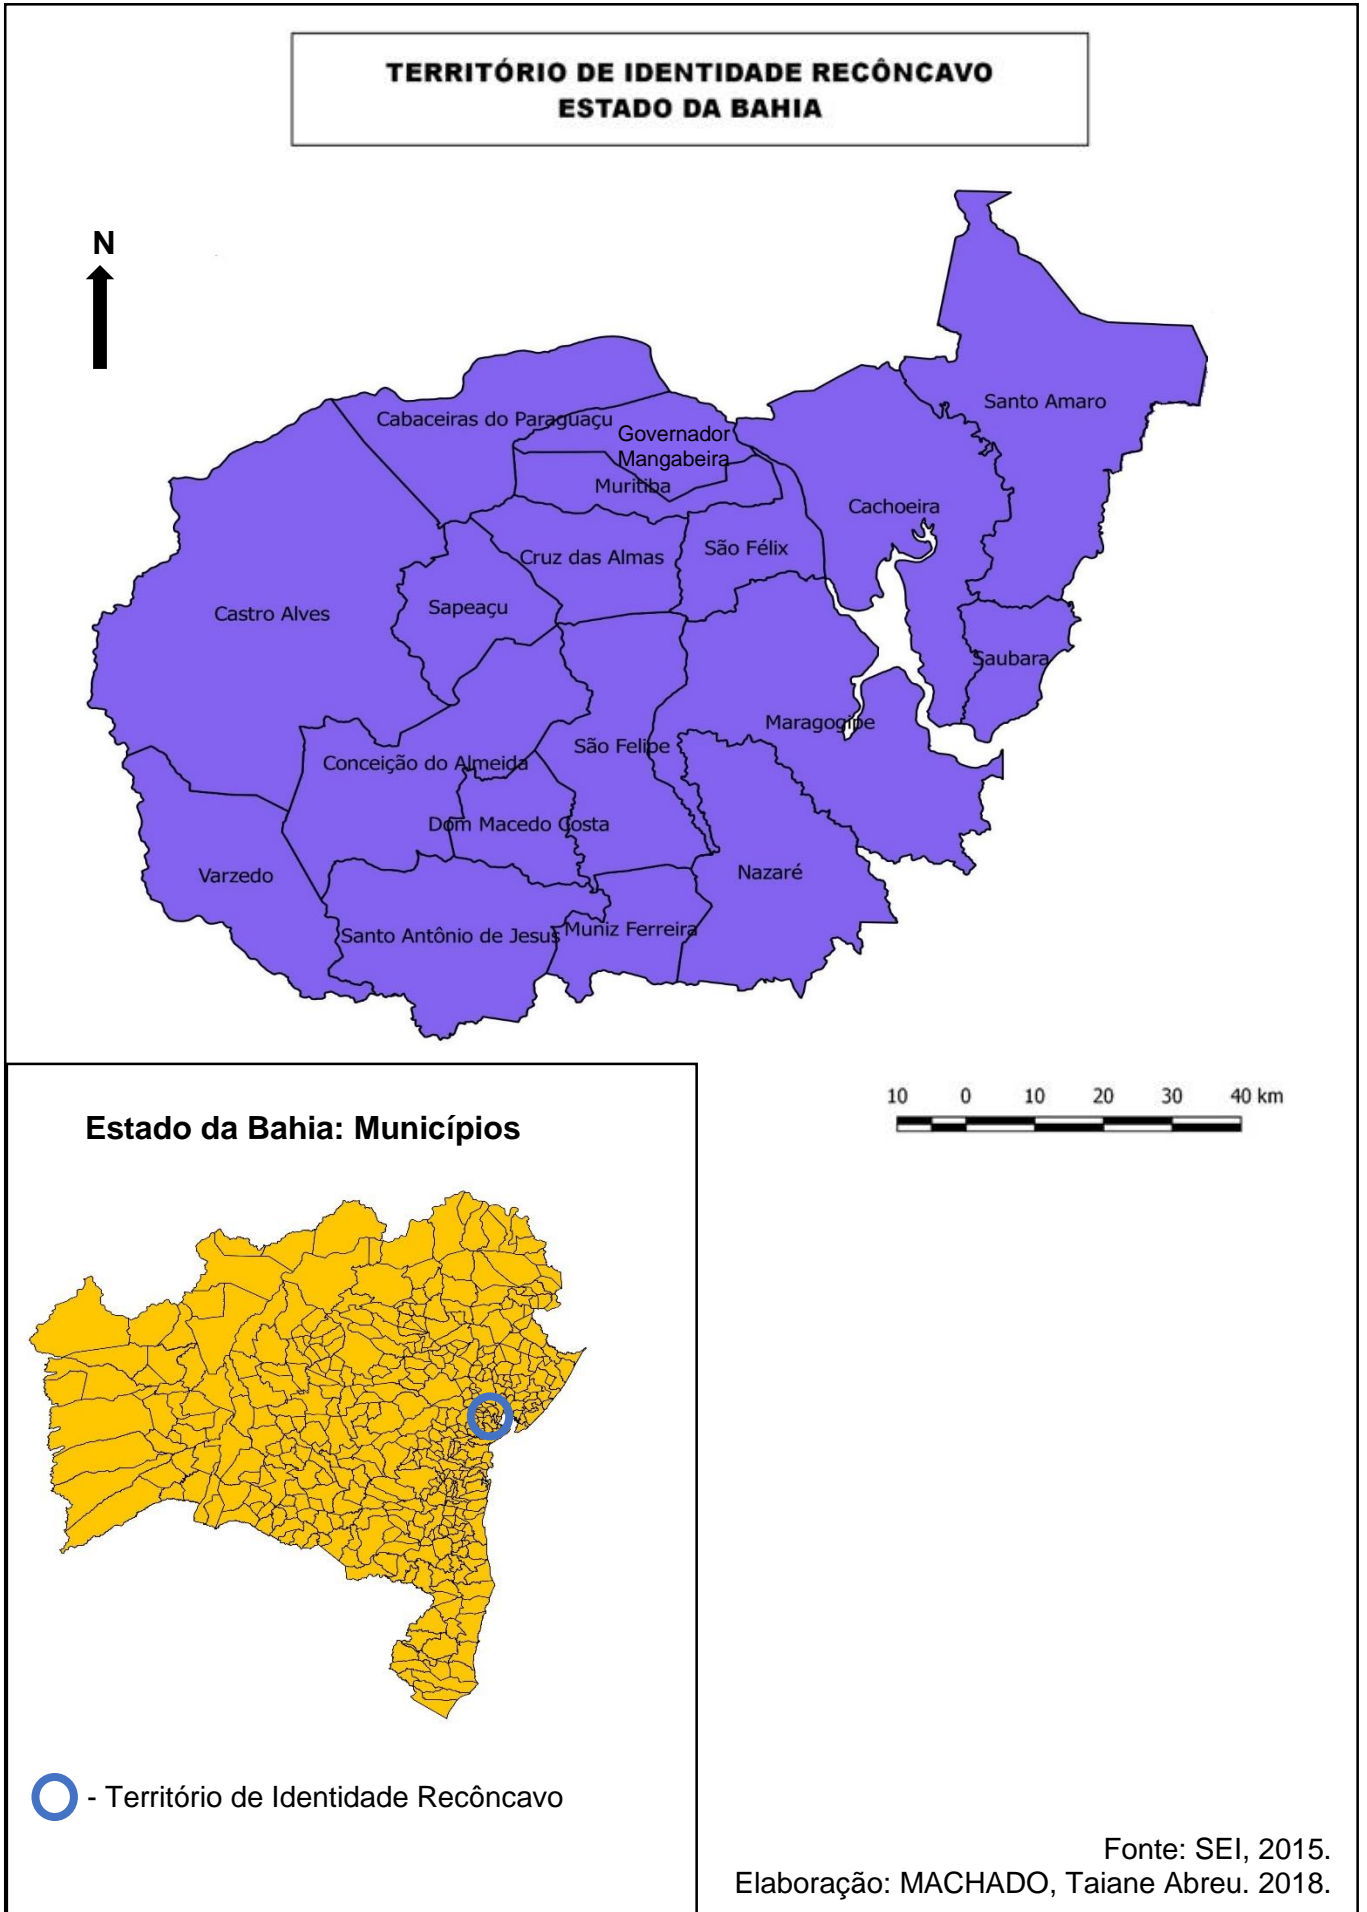 TERRITÓRIO DE IDENTIDADE RECÔNCAVO
ESTADO DA BAHIA
N
Santo Amaro
Cabaceiras do Paraguaçu
Governador
Mangabeira
Muritiba
Cachoeira
São Félix
Cruz das Almas
Sapeaçu
Castro Alves
Saubara
Maragogipe
São Felipe
Conceição do Almeida
Dom Macedo Costa
Varzedo
Nazaré
Muniz Ferreira
Santo Antônio de Jesus
10 0 10 20 30 40 km
Estado da Bahia: Municípios
- Território de Identidade Recôncavo
Fonte: SEI, 2015.
Elaboração: MACHADO, Taiane Abreu. 2018.